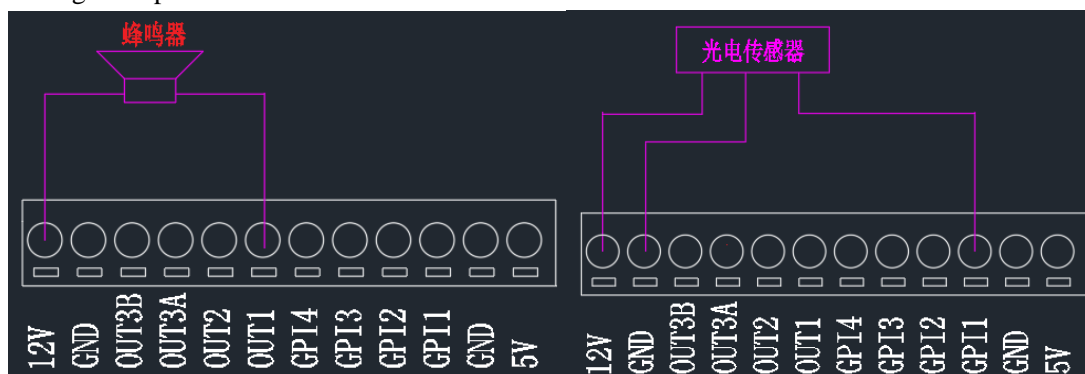 蜂鸣器
12V
GND
OUT3B
OUT3A
OUT2
OUT1
GPI4
GPI3
GPI2
GPI1
GND
5V
光电传感器
12V
GND
OUT3B
OUT3A
OUT2
OUT1
GPI4
GPI3
GPI2
GPI1
GND
5V